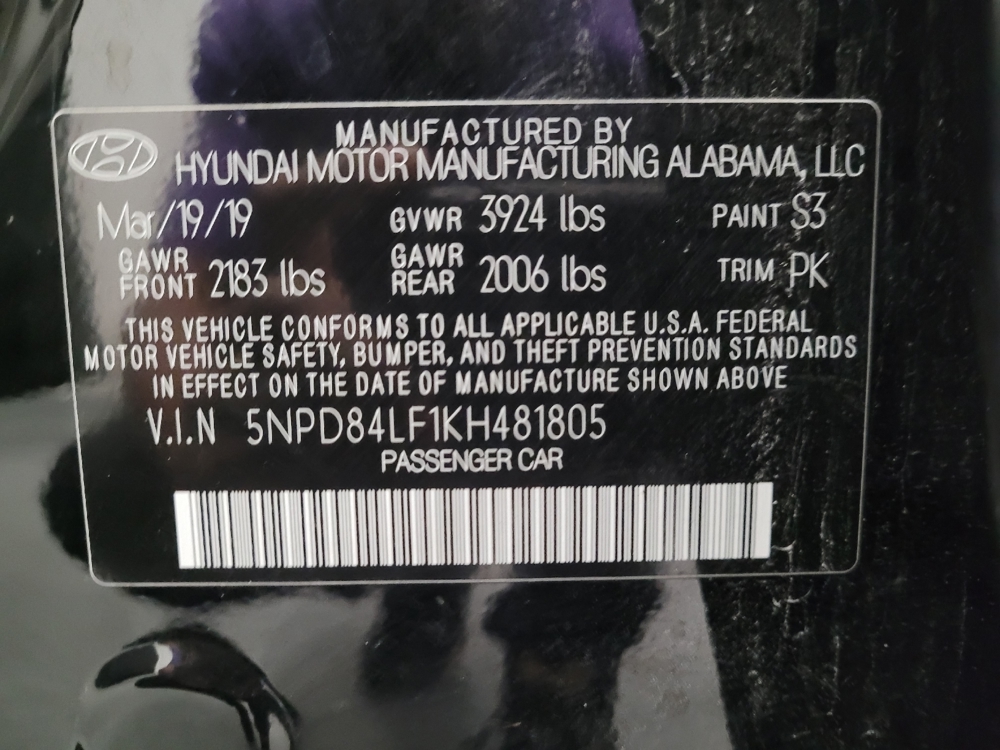 MANUFACTURED BY
HYUNDAI MOTOR MANUFACTURING ALABAMA, LLC
Mar/19/19 GVWR 3924 lbs PAINT S3
GAWR FRONT 2183 lbs GAWR REAR 2006 lbs TRIM PK
THIS VEHICLE CONFORMS TO ALL APPLICABLE U.S.A. FEDERAL
MOTOR VEHICLE SAFETY, BUMPER, AND THEFT PREVENTION STANDARDS
IN EFFECT ON THE DATE OF MANUFACTURE SHOWN ABOVE
V.I.N 5NPD84LF1KH481805
PASSENGER CAR